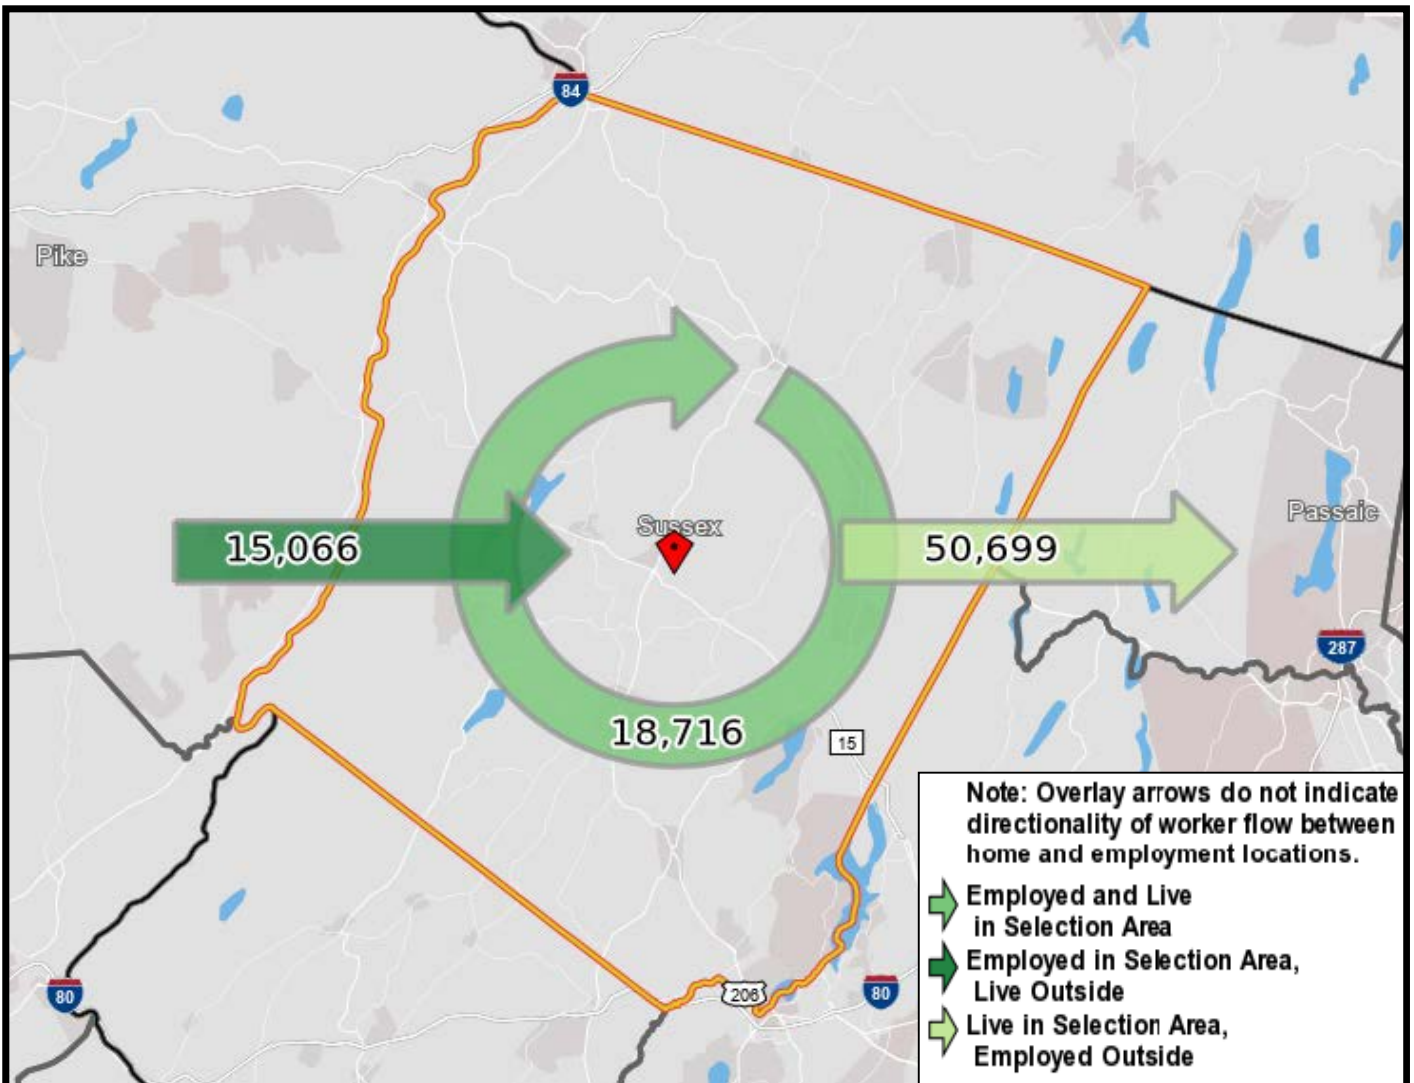 84
Pike
Sussex
Passaic
15,066
50,699
287
18,716
15
Note: Overlay arrows do not indicate
directionality of worker flow between
home and employment locations.
Employed and Live
in Selection Area
Employed in Selection Area,
Live Outside
Live in Selection Area,
Employed Outside
80
206
80